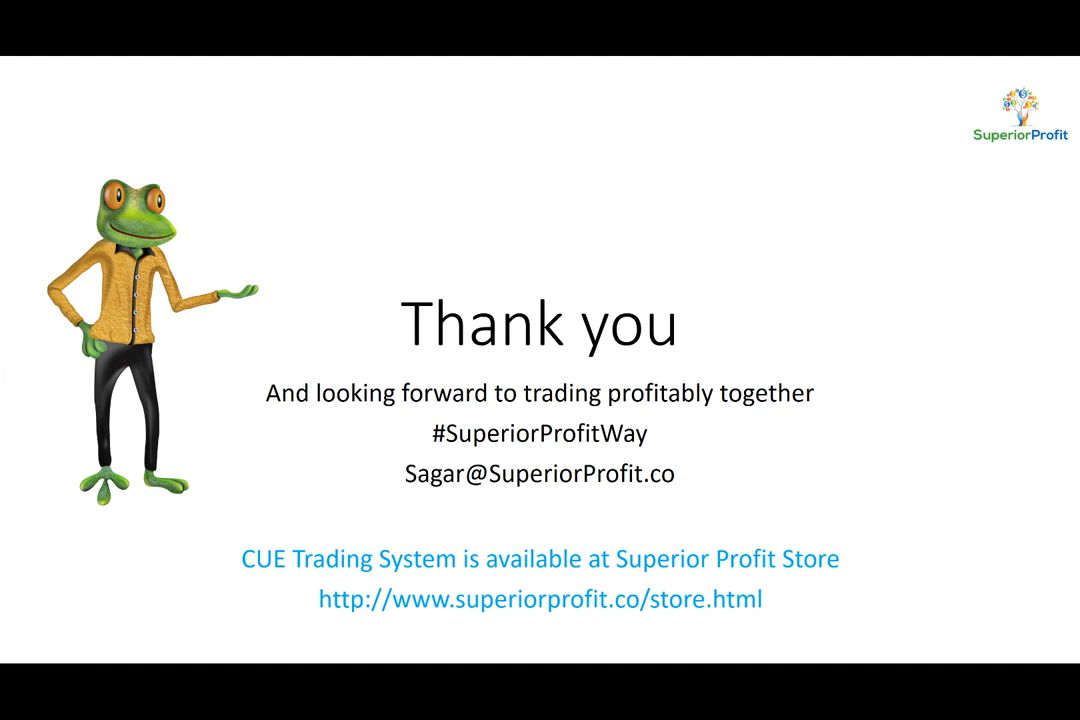 SuperiorProfit
Thank you
And looking forward to trading profitably together
#SuperiorProfitWay
Sagar@SuperiorProfit.co
CUE Trading System is available at Superior Profit Store
http://www.superiorprofit.co/store.html